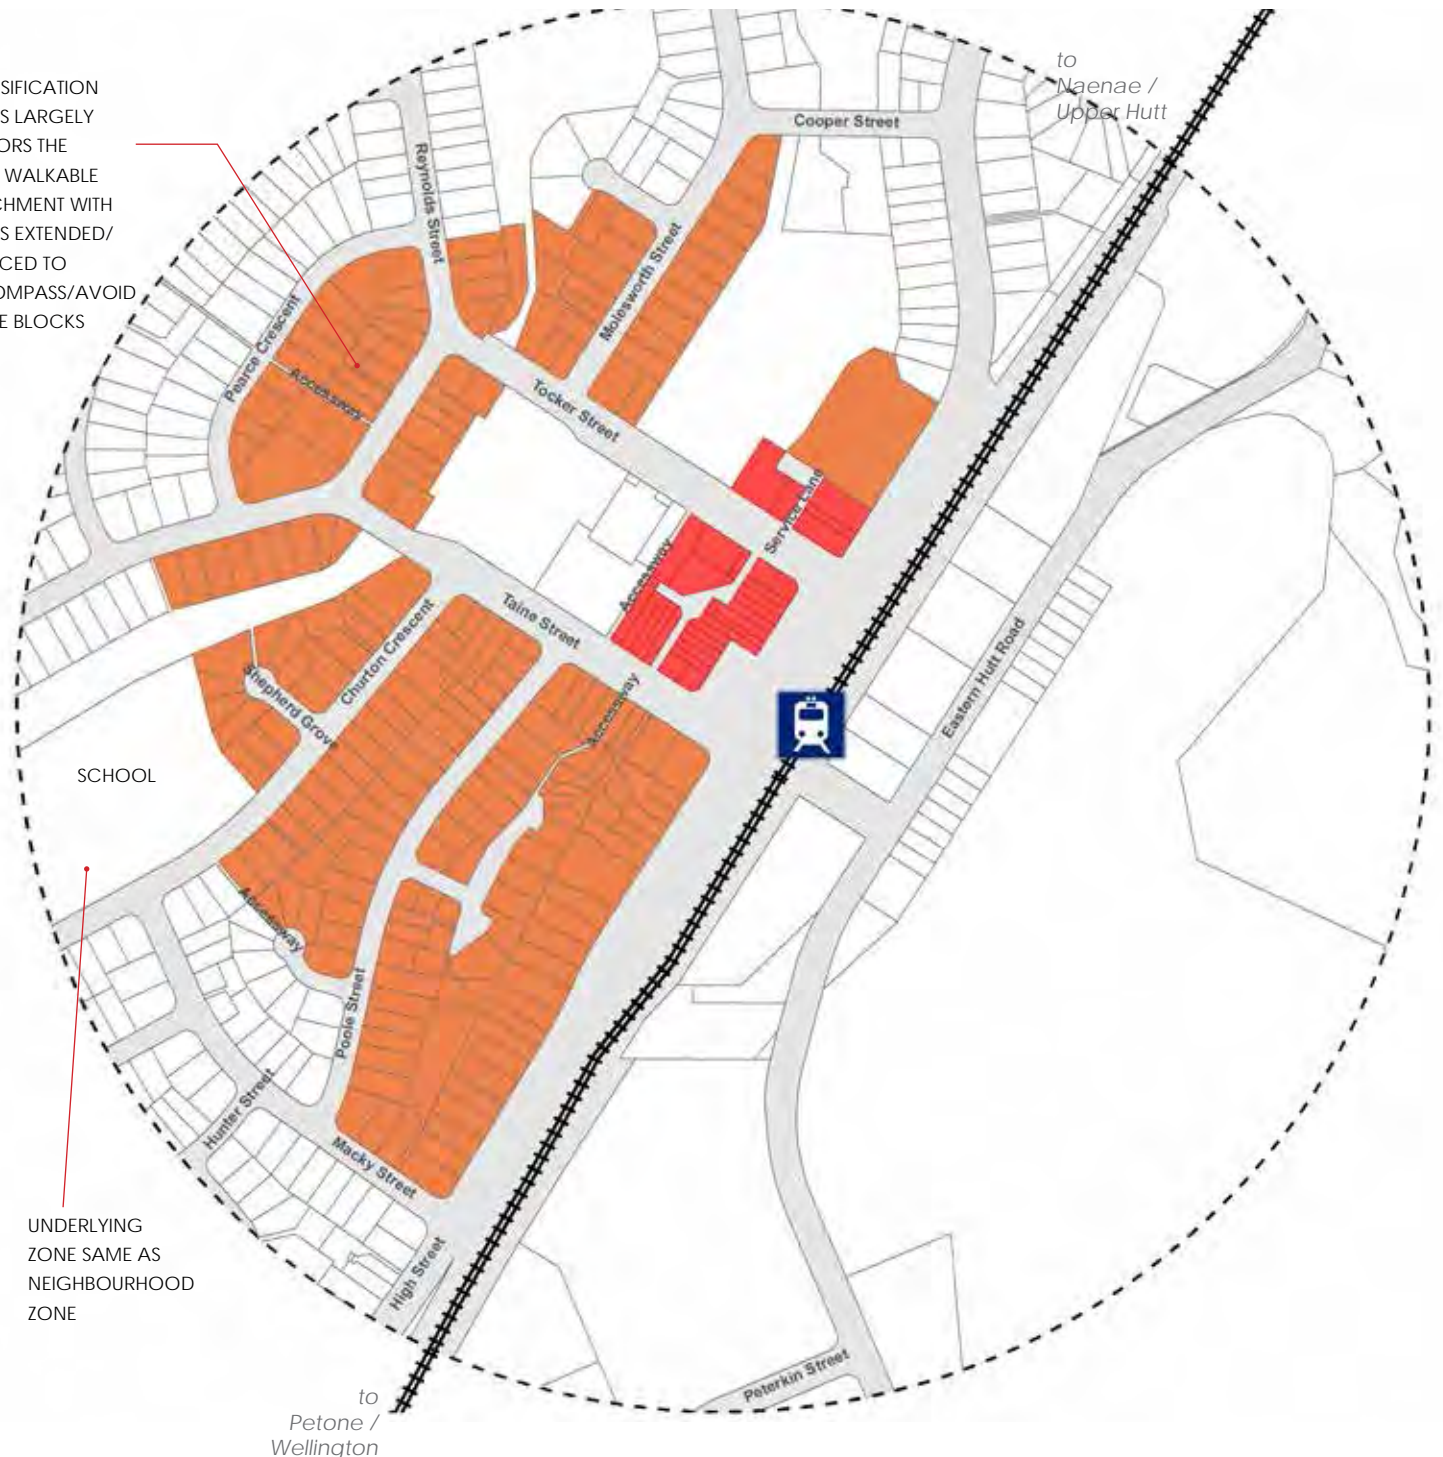 SIFICATION
S LARGELY
ORS THE
WALKABLE
CHMENT WITH
S EXTENDED/
CED TO
OMPASS/AVOID
E BLOCKS
to
Naenae /
Upper Hutt
Cooper Street
Reynolds Street
Molesworth Street
Pearce Crescent
Accessway
Tocker Street
Service Lane
Accessway
Taine Street
Churton Crescent
Shepherd Grove
Accessway
Eastern Hutt Road
SCHOOL
Accessway
Poole Street
Hunter Street
Macky Street
High Street
Peterkin Street
UNDERLYING
ZONE SAME AS
NEIGHBOURHOOD
ZONE
to
Petone /
Wellington